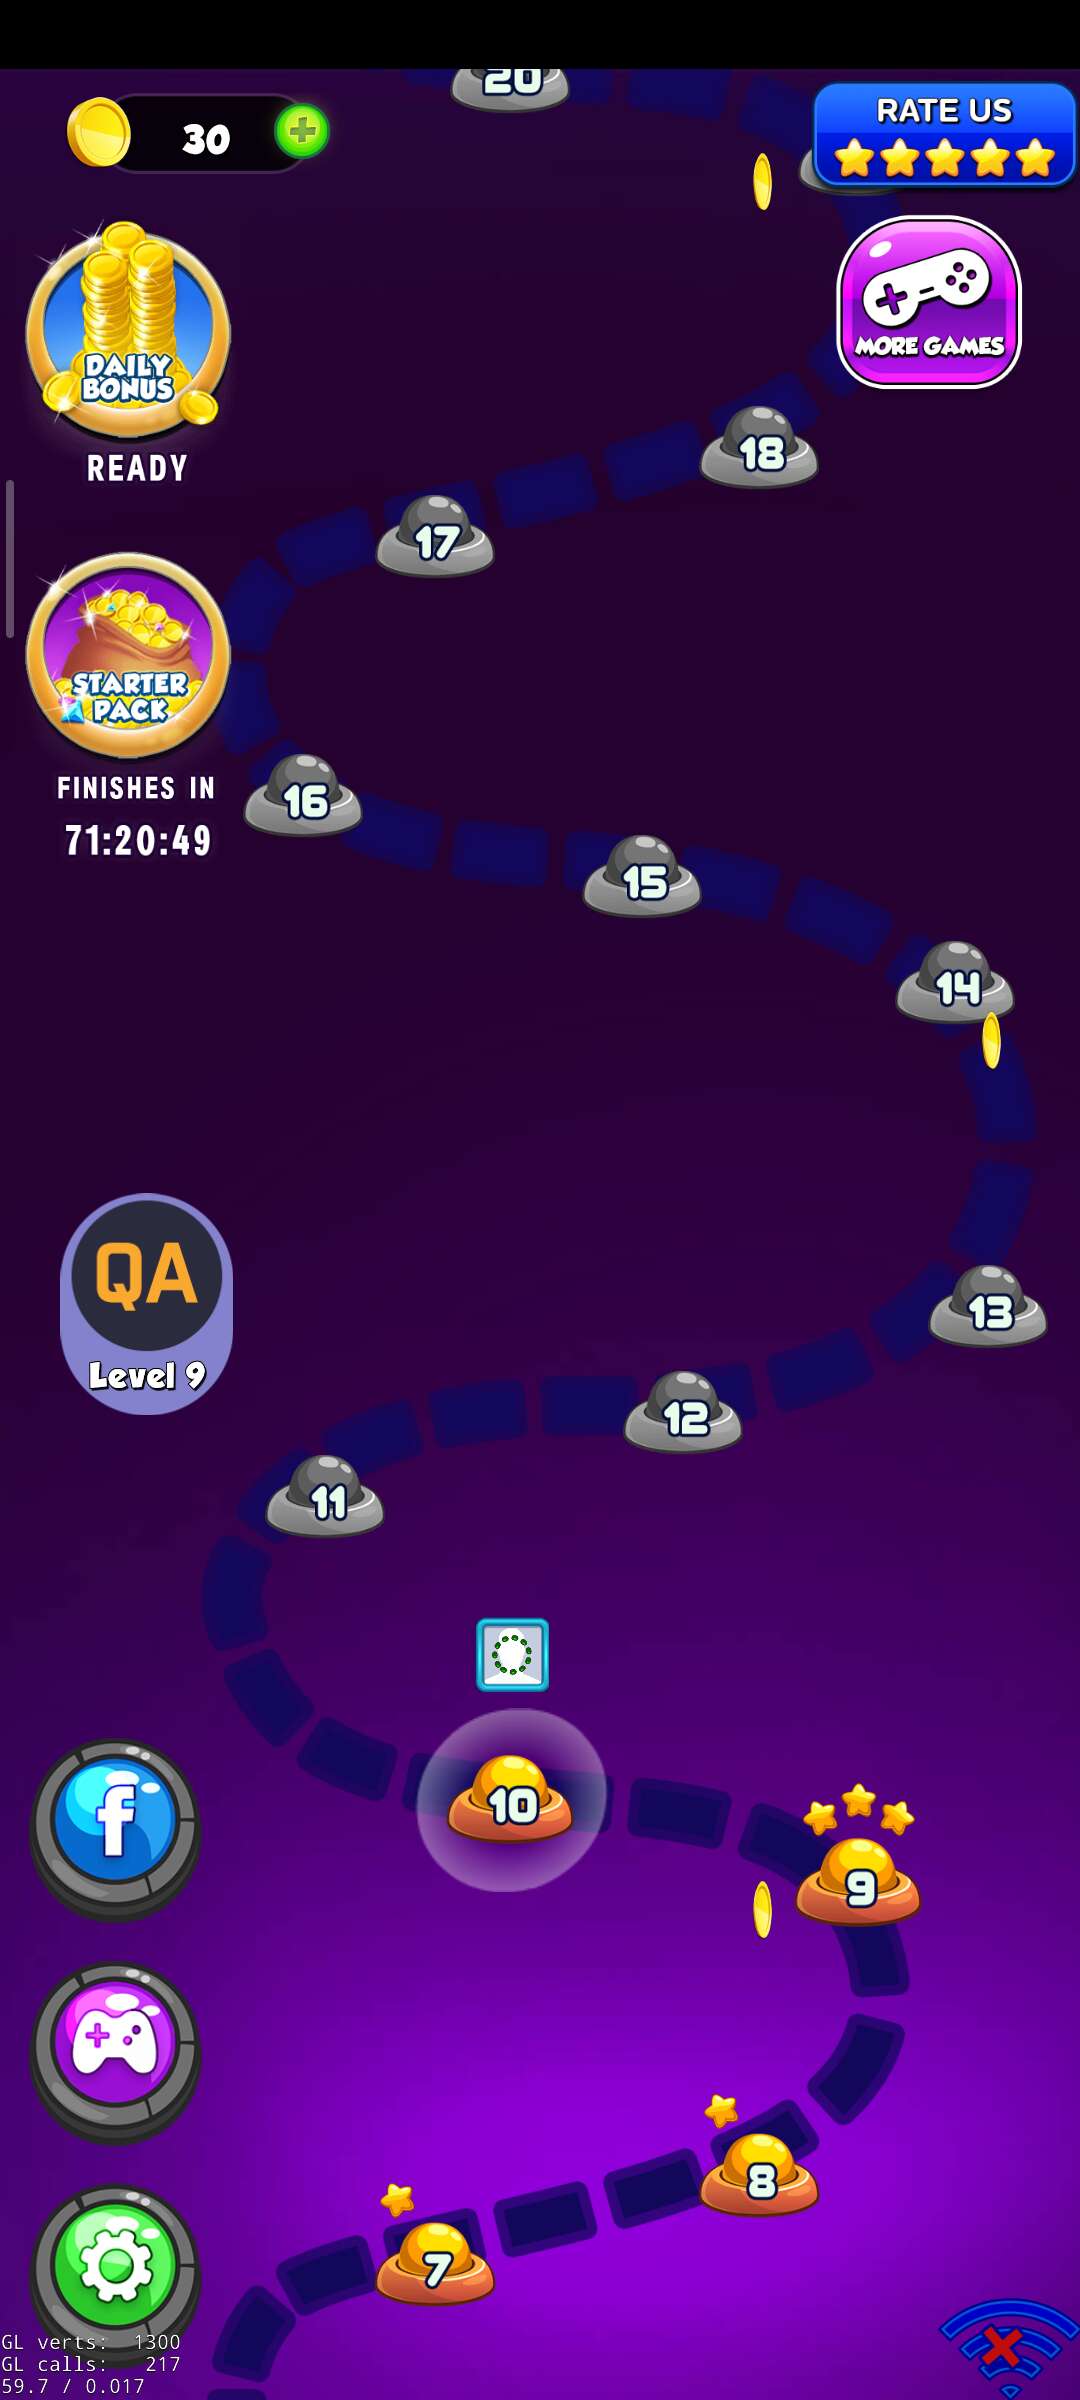 20
RATE US
30
MORE GAMES
DAILY
BONUS
READY
18
17
STARTER
PACK
FINISHES IN
71:20:49
16
15
14
QA
Level 9
13
12
11
10
9
8
7
GL verts: 1300
GL calls: 217
59.7 / 0.017